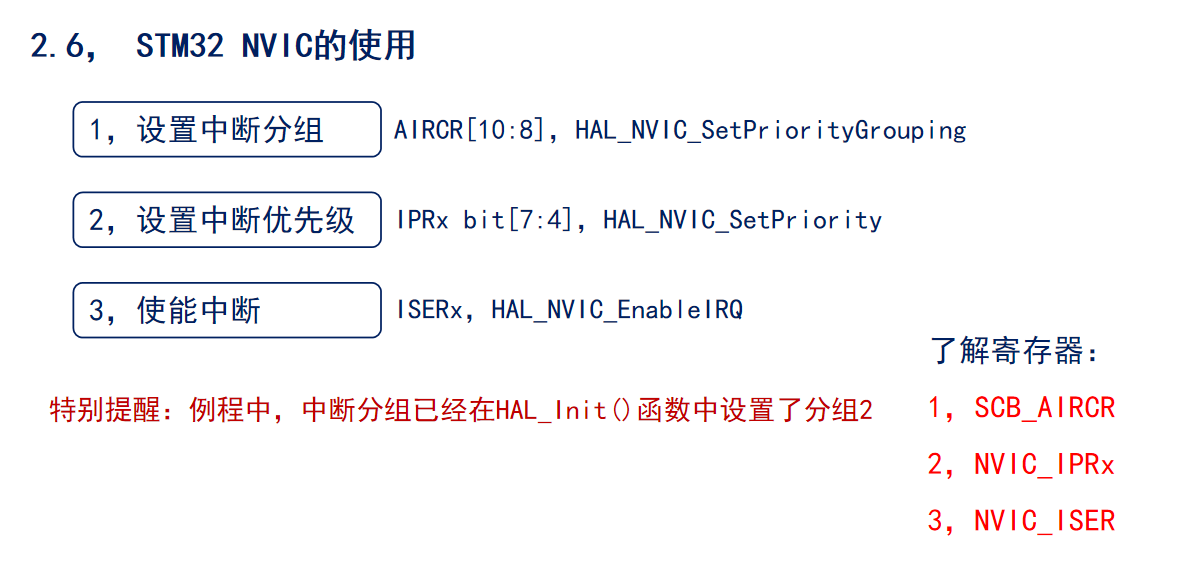 2.6， STM32 NVIC的使用
1，设置中断分组 AIRCR[10:8]，HAL_NVIC_SetPriorityGrouping
2，设置中断优先级 IPRx bit[7:4]，HAL_NVIC_SetPriority
3，使能中断 ISERx，HAL_NVIC_EnableIRQ
特别提醒：例程中，中断分组已经在HAL_Init()函数中设置了分组2
了解寄存器：
1，SCB_AIRCR
2，NVIC_IPRx
3，NVIC_ISER